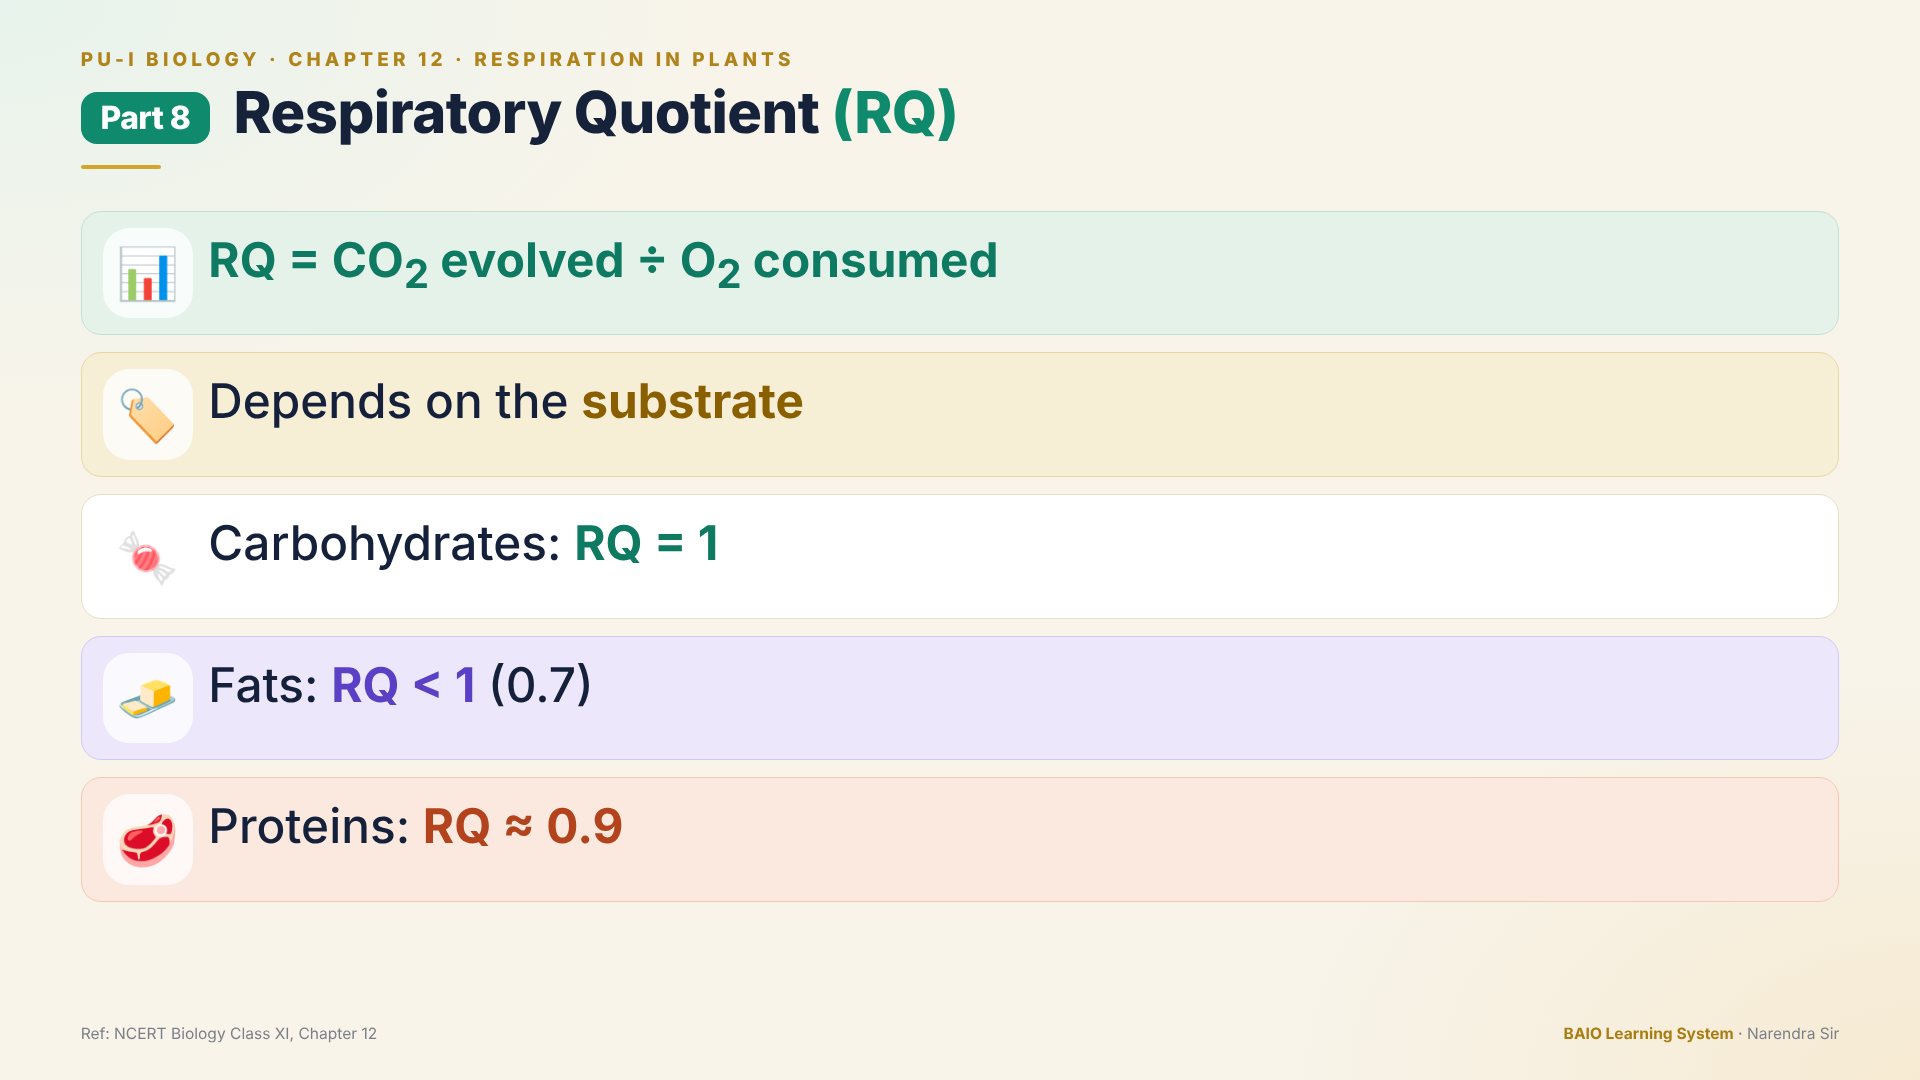 PU-I BIOLOGY · CHAPTER 12 · RESPIRATION IN PLANTS
Part 8 Respiratory Quotient (RQ)
RQ = CO₂ evolved ÷ O₂ consumed
Depends on the substrate
Carbohydrates: RQ = 1
Fats: RQ < 1 (0.7)
Proteins: RQ ≈ 0.9
Ref: NCERT Biology Class XI, Chapter 12
BAIO Learning System · Narendra Sir